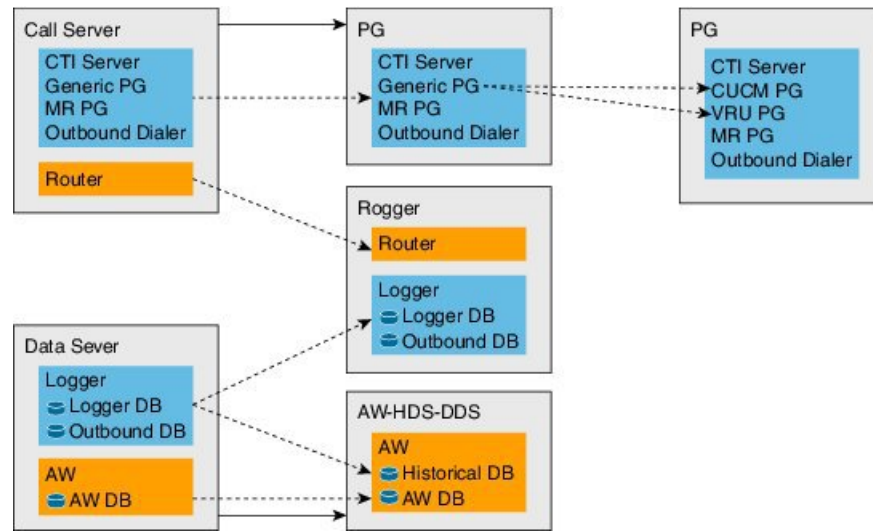 Call Server
CTI Server
Generic PG
MR PG
Outbound Dialer
Router
PG
CTI Server
Generic PG
MR PG
Outbound Dialer
PG
CTI Server
CUCM PG
VRU PG
MR PG
Outbound Dialer
Rogger
Router
Logger
Logger DB
Outbound DB
Data Sever
Logger
Logger DB
Outbound DB
AW
AW DB
AW-HDS-DDS
AW
Historical DB
AW DB